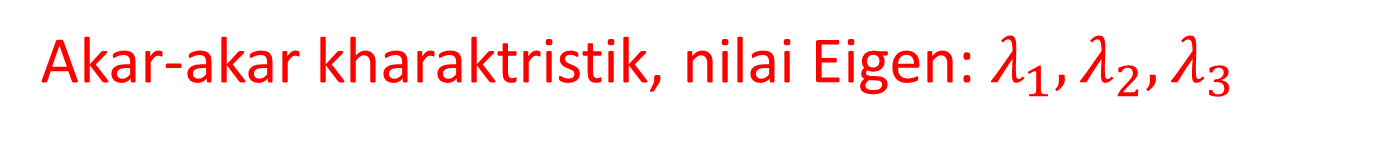 Akar-akar kharaktristik, nilai Eigen: 𝜆₁, 𝜆₂, 𝜆₃